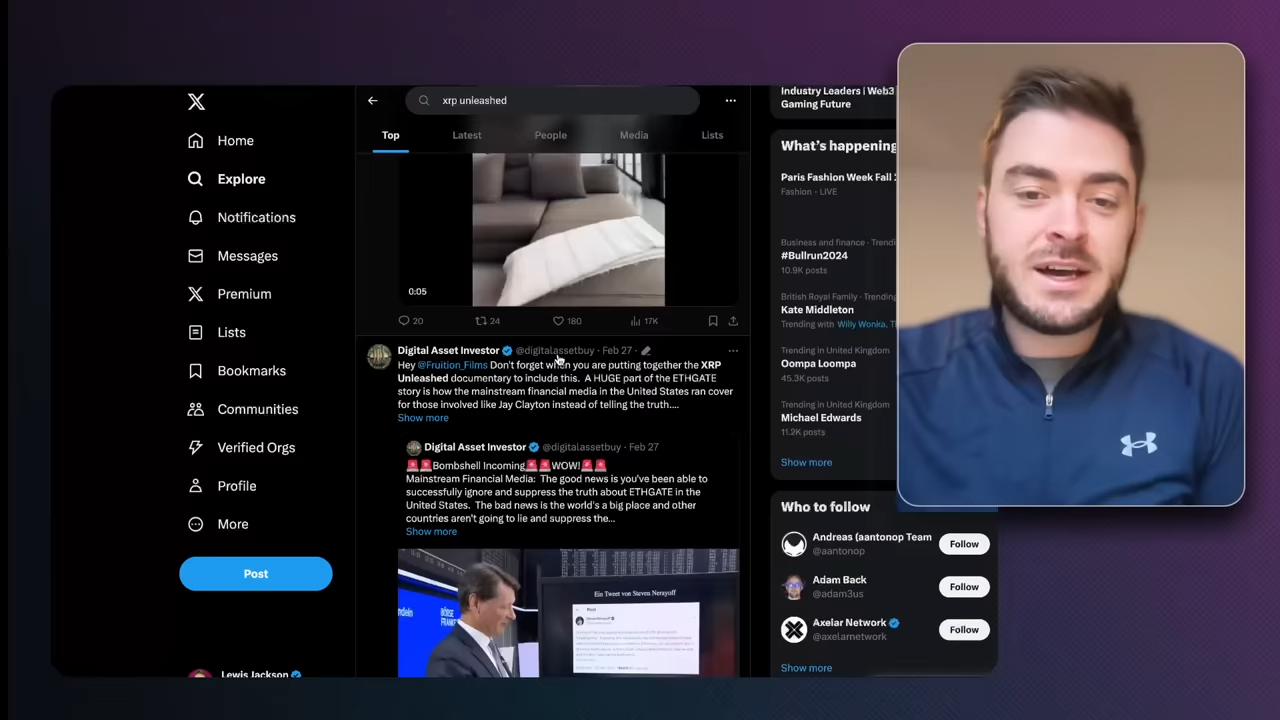 Home
Explore
Notifications
Messages
Premium
Lists
Bookmarks
Communities
Verified Orgs
Profile
More
Post
Lewis Jackson
xrp unleashed
Top
Latest
People
Media
Lists
0:05
20
24
180
17K
Digital Asset Investor @digitalassetbuy · Feb 27 ·
Hey @Fruition_Films Don't forget when you are putting together the XRP
Unleashed documentary to include this. A HUGE part of the ETHGATE
story is how the mainstream financial media in the United States ran cover
for those involved like Jay Clayton instead of telling the truth....
Show more
Digital Asset Investor @digitalassetbuy · Feb 27
🚨🚨Bombshell Incoming🚨🚨WOW!🚨🚨
Mainstream Financial Media: The good news is you've been able to
successfully ignore and suppress the truth about ETHGATE in the
United States. The bad news is the world's a big place and other
countries aren't going to lie and suppress the...
Show more
Ein Tweet von Steven Nerayoff
Post
Industry Leaders | Web3
Gaming Future
What's happening
Paris Fashion Week Fall
Fashion · LIVE
Business and finance · Trendi
#Bullrun2024
10.9K posts
British Royal Family · Trending
Kate Middleton
Trending with Willy Wonka, T
Trending in United Kingdom
Oompa Loompa
45.3K posts
Trending in United Kingdom
Michael Edwards
11.2K posts
Show more
Who to follow
Andreas (aantonop Team
@aantonop
Follow
Adam Back
@adam3us
Follow
Axelar Network
@axelarnetwork
Follow
Show more